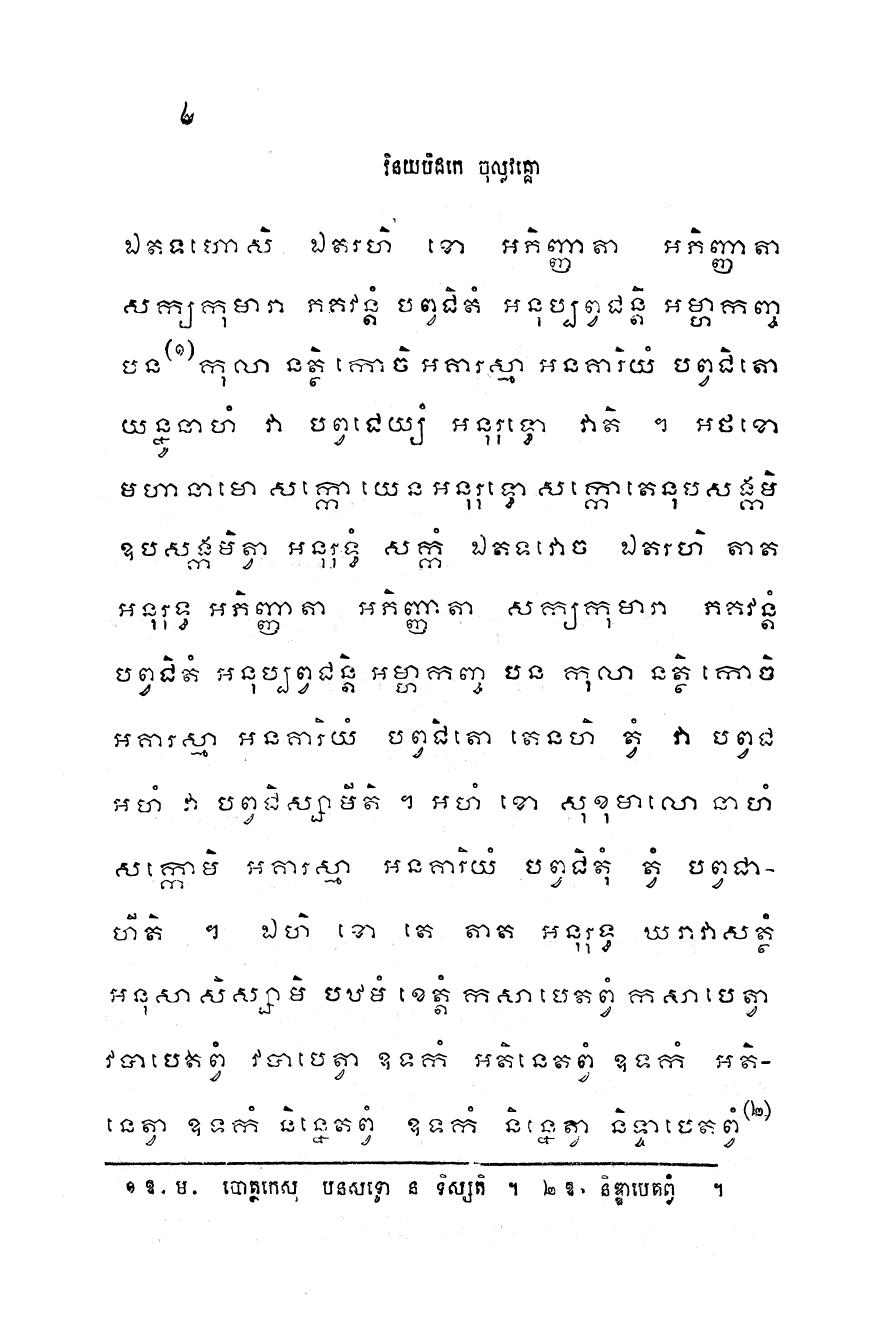 ៤
វិនយបិដកេ ចុល្លវគ្គោ
ឯតទហោសិ ឯតរហិ ខោ អភិញ្ញាតា អភិញ្ញាតា
សក្យកុមារា ភគវន្តំ បព្វជិតំ អនុប្បព្វជន្តិ អម្ហាកញ្ច
បន(១) កុលា នត្ថិ កោចិ អគារស្មា អនគារិយំ បព្វជិតោ
យន្នូនាហំ វា បព្វជេយ្យំ អនុរុទ្ធោ វាតិ ។ អថខោ
មហានាមោ សក្កោ យេន អនុរុទ្ធោ សក្កោ តេនុបសង្កមិ
ឧបសង្កមិត្វា អនុរុទ្ធំ សក្កំ ឯតទវោច ឯតរហិ តាត
អនុរុទ្ធ អភិញ្ញាតា អភិញ្ញាតា សក្យកុមារា ភគវន្តំ
បព្វជិតំ អនុប្បព្វជន្តិ អម្ហាកញ្ច បន កុលា នត្ថិ កោចិ
អគារស្មា អនគារិយំ បព្វជិតោ តេនហិ ត្វំ វា បព្វជ
អហំ វា បព្វជិស្សាមីតិ ។ អហំ ខោ សុខុមាលោ នាហំ
សក្កោមិ អគារស្មា អនគារិយំ បព្វជិតុំ ត្វំ បព្វជា-
ហីតិ ។ ឯហិ ខោ តេ តាត អនុរុទ្ធ ឃរាវាសត្ថំ
អនុសាសិស្សាមិ បឋមំ ខេត្តំ កសាបេតព្វំ កសាបេត្វា
វបាបេតព្វំ វបាបេត្វា ឧទកំ អតិនេតព្វំ ឧទកំ អតិ-
នេត្វា ឧទកំ និន្នេតព្វំ ឧទកំ និន្នេត្វា និទ្ទាបេតព្វំ(២)
១ ឱ. ម. បោត្ថកេសុ បនសទ្ទោ ន ទិស្សតិ ។ ២ ឱ. និឌ្ឌាបេតព្វំ ។